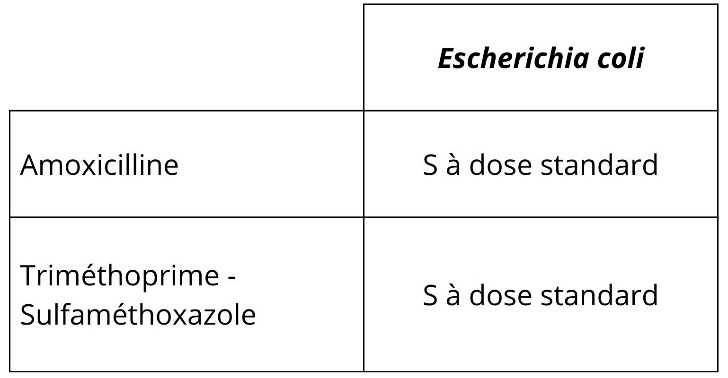 Escherichia coli
Amoxicilline
S à dose standard
Triméthoprime -
Sulfaméthoxazole
S à dose standard